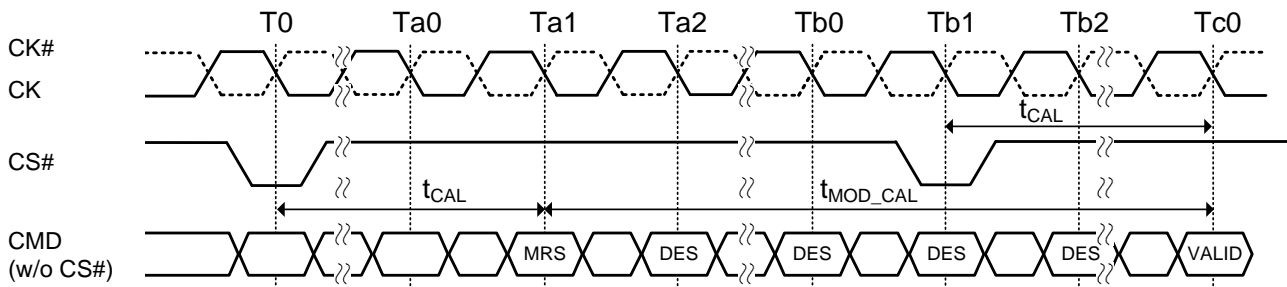 T0 Ta0 Ta1 Ta2 Tb0 Tb1 Tb2 Tc0
CK#
CK
tCAL
CS#
tCAL tMOD_CAL
CMD
MRS DES DES DES DES VALID
(w/o CS#)